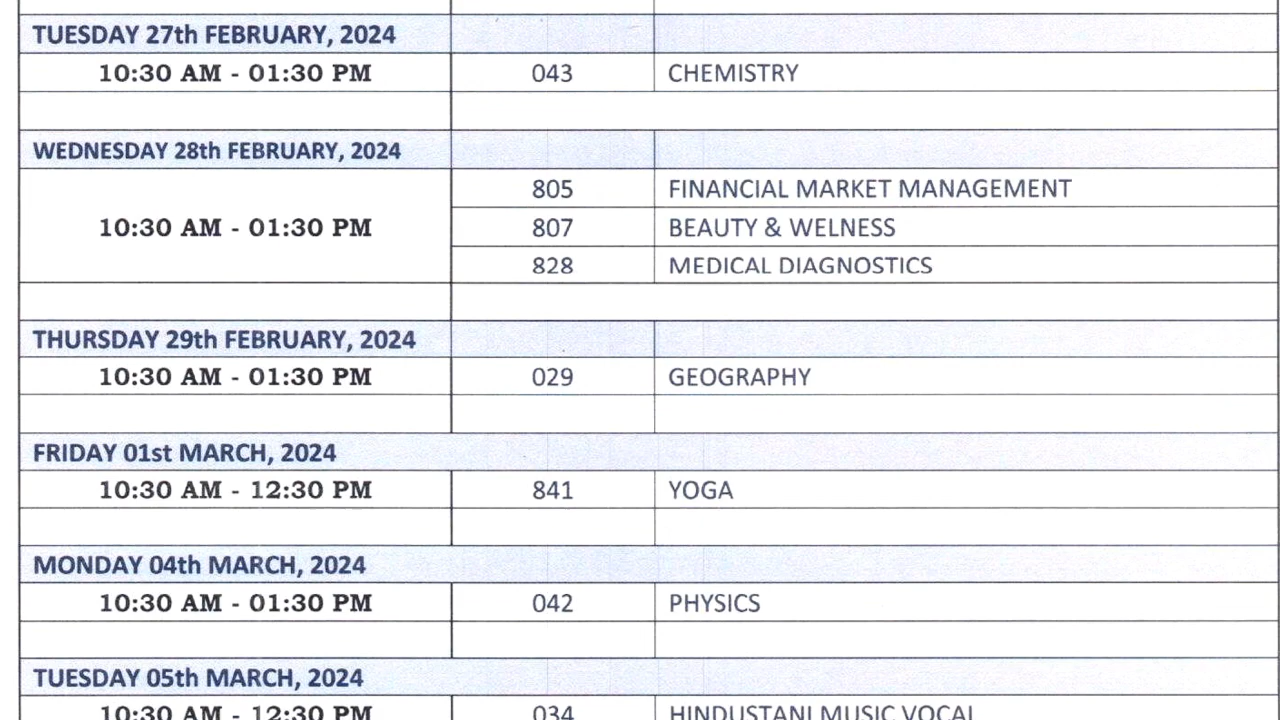 TUESDAY 27th FEBRUARY, 2024
10:30 AM - 01:30 PM 043 CHEMISTRY
WEDNESDAY 28th FEBRUARY, 2024
805 FINANCIAL MARKET MANAGEMENT
10:30 AM - 01:30 PM 807 BEAUTY & WELNESS
828 MEDICAL DIAGNOSTICS
THURSDAY 29th FEBRUARY, 2024
10:30 AM - 01:30 PM 029 GEOGRAPHY
FRIDAY 01st MARCH, 2024
10:30 AM - 12:30 PM 841 YOGA
MONDAY 04th MARCH, 2024
10:30 AM - 01:30 PM 042 PHYSICS
TUESDAY 05th MARCH, 2024
10:30 AM - 12:30 PM 034 HINDUSTANI MUSIC VOCAL